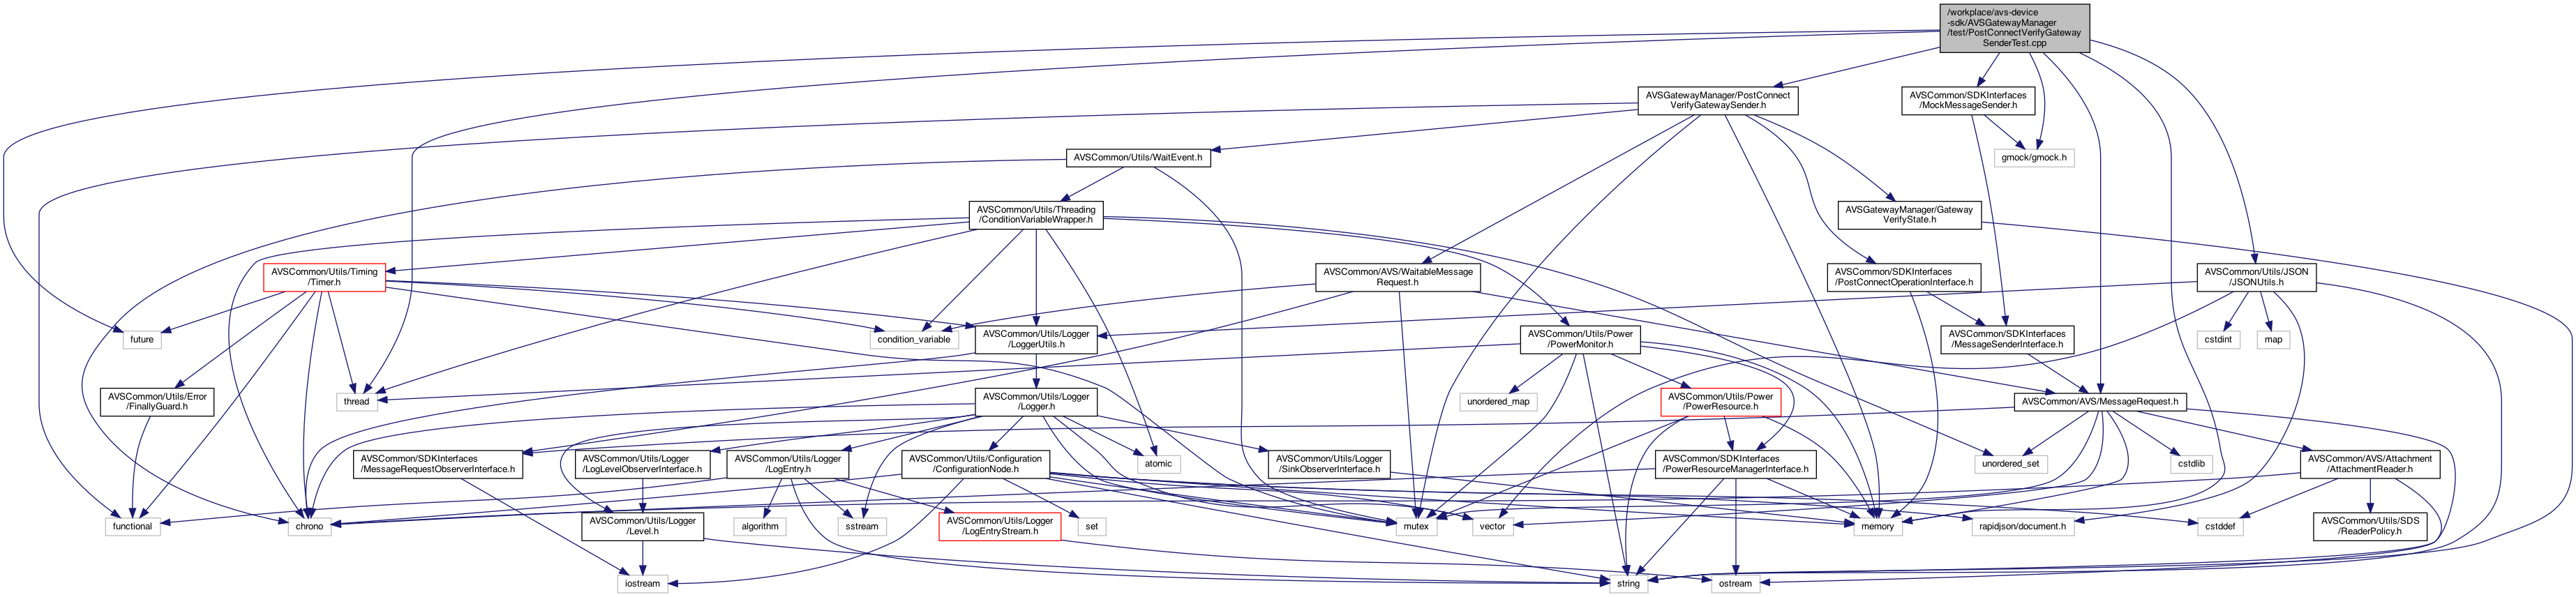 /workplace/avs-device
-sdk/AVSGatewayManager
/test/PostConnectVerifyGateway
SenderTest.cpp
AVSGatewayManager/PostConnect
VerifyGatewaySender.h
AVSCommon/SDKInterfaces
/MockMessageSender.h
AVSCommon/Utils/WaitEvent.h
gmock/gmock.h
AVSCommon/Utils/Threading
/ConditionVariableWrapper.h
AVSGatewayManager/Gateway
VerifyState.h
AVSCommon/Utils/Timing
/Timer.h
AVSCommon/AVS/WaitableMessage
Request.h
AVSCommon/SDKInterfaces
/PostConnectOperationInterface.h
AVSCommon/Utils/JSON
/JSONUtils.h
future
condition_variable
AVSCommon/Utils/Logger
/LoggerUtils.h
AVSCommon/Utils/Power
/PowerMonitor.h
AVSCommon/SDKInterfaces
/MessageSenderInterface.h
cstdint
map
AVSCommon/Utils/Error
/FinallyGuard.h
thread
AVSCommon/Utils/Logger
/Logger.h
unordered_map
AVSCommon/Utils/Power
/PowerResource.h
AVSCommon/AVS/MessageRequest.h
AVSCommon/SDKInterfaces
/MessageRequestObserverInterface.h
AVSCommon/Utils/Logger
/LogLevelObserverInterface.h
AVSCommon/Utils/Logger
/LogEntry.h
AVSCommon/Utils/Configuration
/ConfigurationNode.h
atomic
AVSCommon/Utils/Logger
/SinkObserverInterface.h
AVSCommon/SDKInterfaces
/PowerResourceManagerInterface.h
unordered_set
cstdlib
AVSCommon/AVS/Attachment
/AttachmentReader.h
functional
chrono
AVSCommon/Utils/Logger
/Level.h
algorithm
sstream
AVSCommon/Utils/Logger
/LogEntryStream.h
set
mutex
vector
memory
rapidjson/document.h
cstddef
AVSCommon/Utils/SDS
/ReaderPolicy.h
iostream
string
ostream